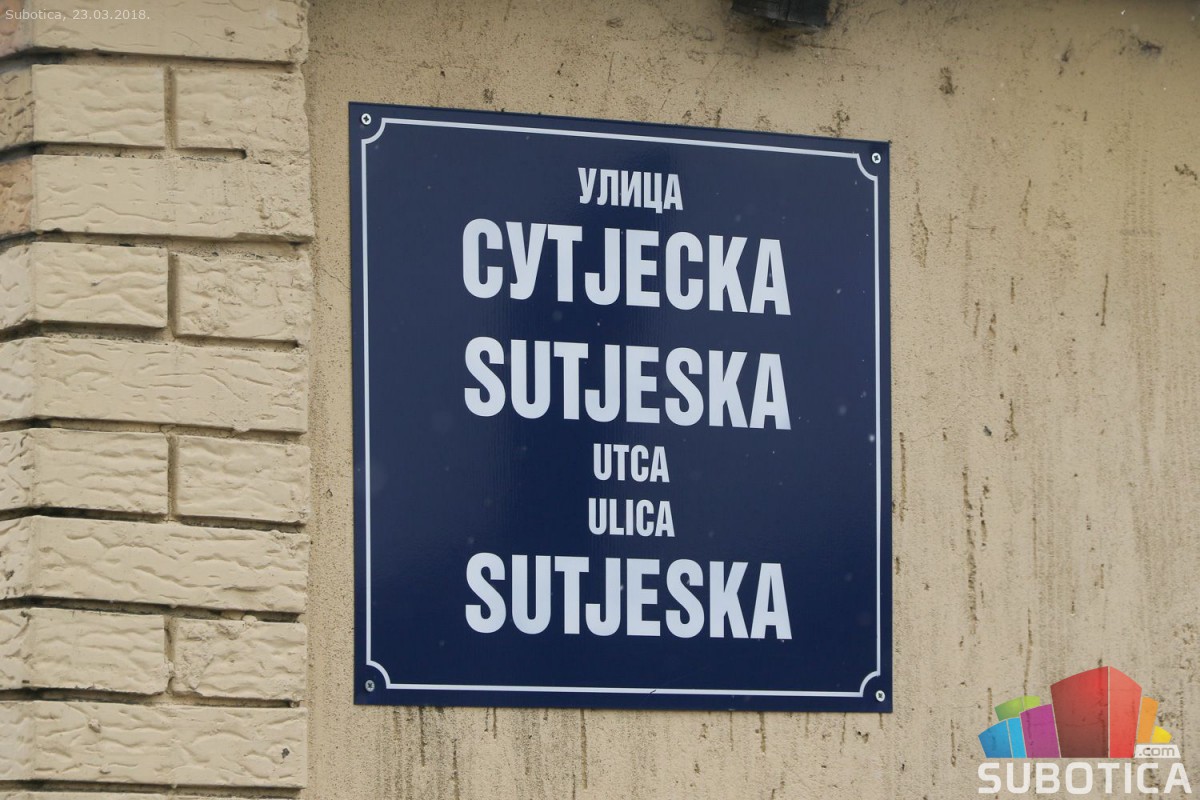 Subotica, 23.03.2018.
УЛИЦА
СУТЈЕСКА
SUTJESKA
UTCA
ULICA
SUTJESKA
.com
SUBOTICA